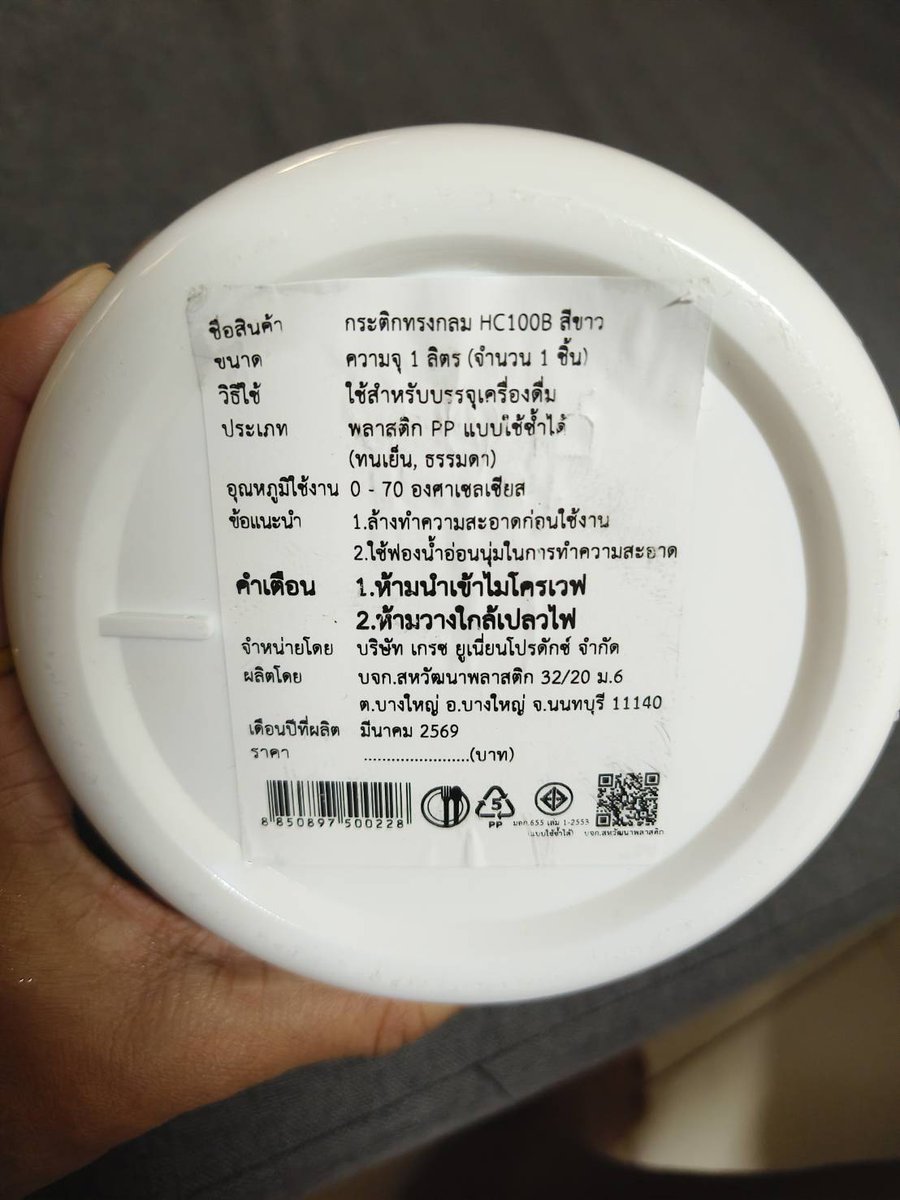 ชื่อสินค้า กระติกทรงกลม HC100B สีขาว
ขนาด ความจุ 1 ลิตร (จำนวน 1 ชิ้น)
วิธีใช้ ใช้สำหรับบรรจุเครื่องดื่ม
ประเภท พลาสติก PP แบบใช้ซ้ำได้
(ทนเย็น, ธรรมดา)
อุณหภูมิใช้งาน 0 - 70 องศาเซลเซียส
ข้อแนะนำ 1.ล้างทำความสะอาดก่อนใช้งาน
2.ใช้ฟองน้ำอ่อนนุ่มในการทำความสะอาด
คำเตือน 1.ห้ามนำเข้าไมโครเวฟ
2.ห้ามวางใกล้เปลวไฟ
จำหน่ายโดย บริษัท เกรซ ยูเนี่ยนโปรดักซ์ จำกัด
ผลิตโดย บจก.สหวัฒนาพลาสติก 32/20 ม.6
ต.บางใหญ่ อ.บางใหญ่ จ.นนทบุรี 11140
เดือนปีที่ผลิต มีนาคม 2569
ราคา .......................(บาท)
8 850897 500228
5
PP
มอก.655 เล่ม 1-2553
(แบบใช้ซ้ำได้)
บจก.สหวัฒนาพลาสติก